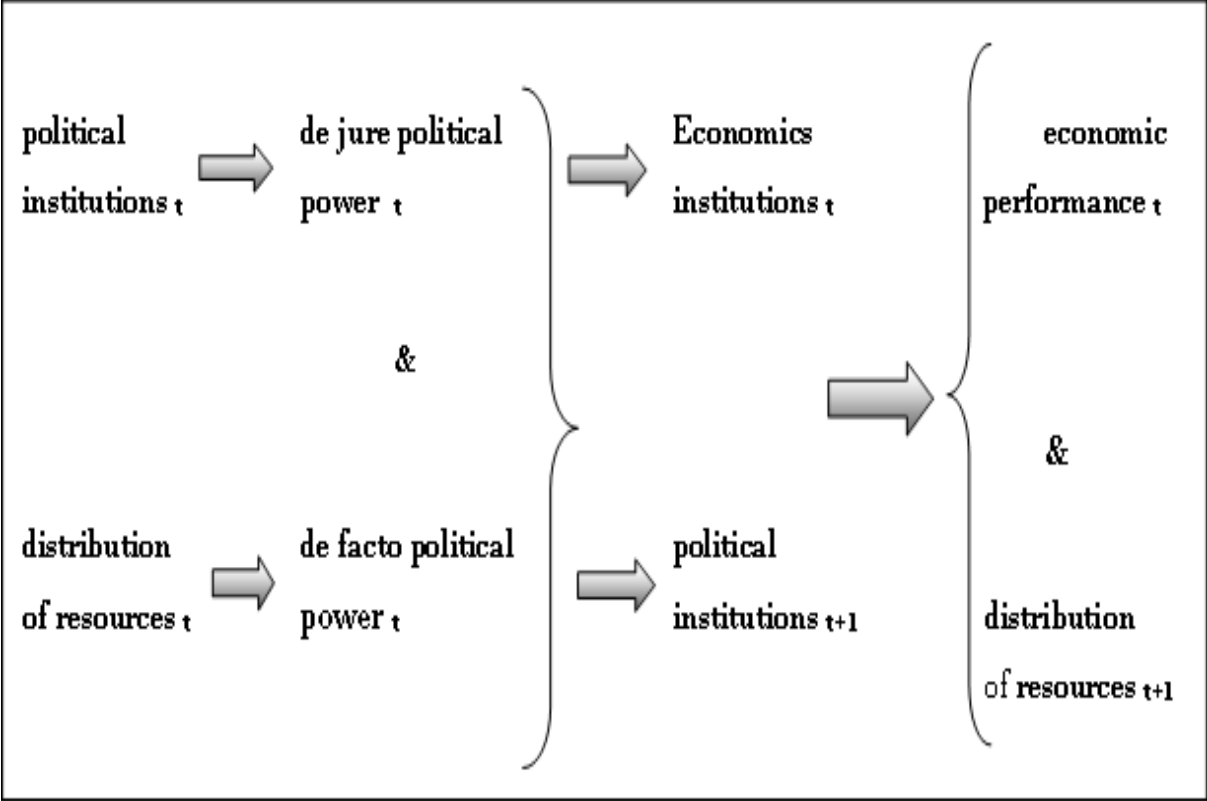 political
institutions t
de jure political
power t
Economics
institutions t
economic
performance t
&
&
distribution
of resources t
de facto political
power t
political
institutions t+1
distribution
of resources t+1